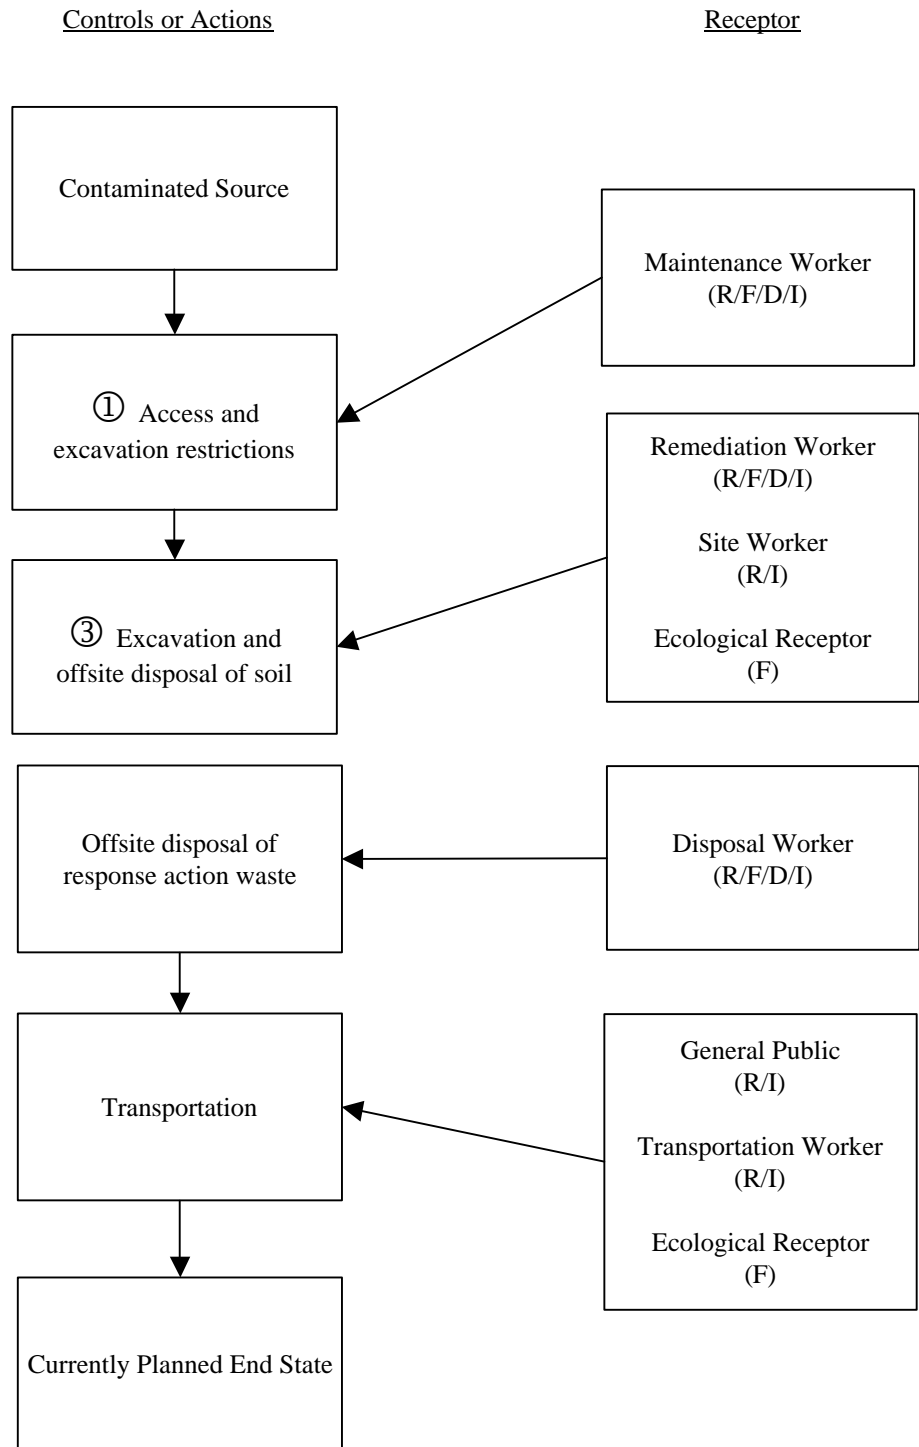 Controls or Actions
Receptor
Contaminated Source
Maintenance Worker
(R/F/D/I)
① Access and
excavation restrictions
Remediation Worker
(R/F/D/I)
Site Worker
(R/I)
Ecological Receptor
(F)
③ Excavation and
offsite disposal of soil
Offsite disposal of
response action waste
Disposal Worker
(R/F/D/I)
Transportation
General Public
(R/I)
Transportation Worker
(R/I)
Ecological Receptor
(F)
Currently Planned End State